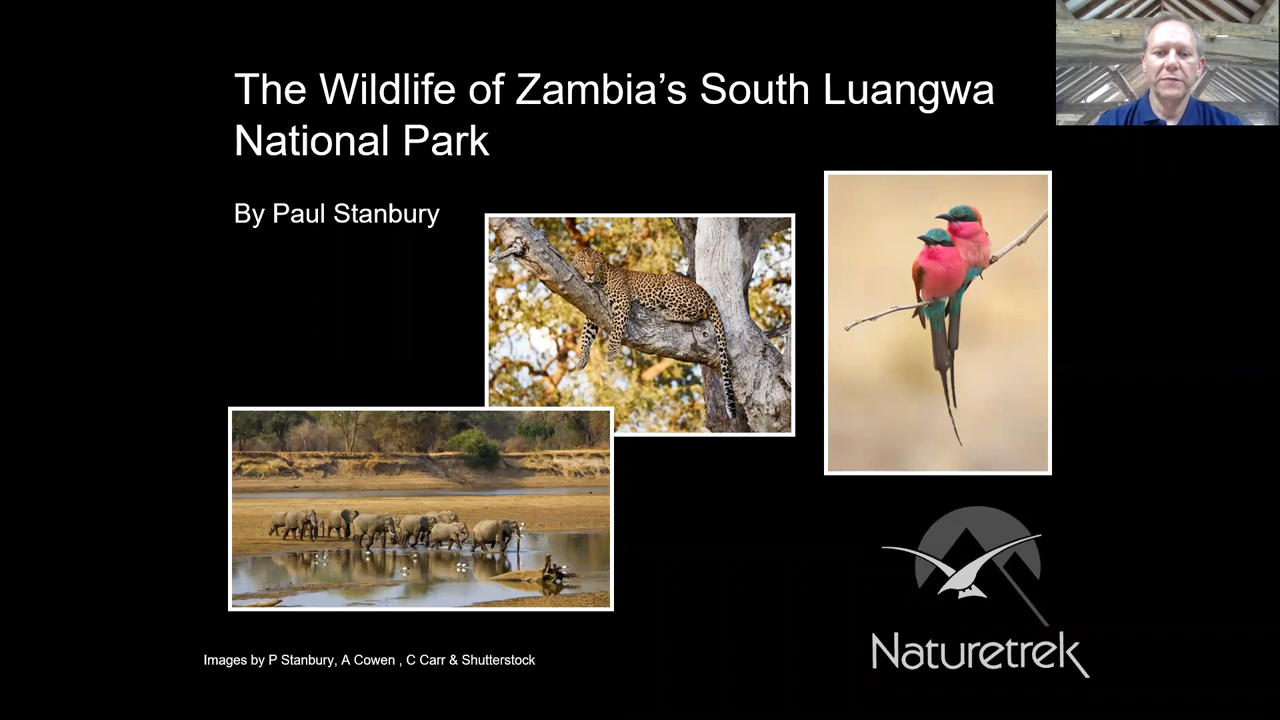 The Wildlife of Zambia’s South Luangwa
National Park
By Paul Stanbury
Images by P Stanbury, A Cowen , C Carr & Shutterstock
Naturetrek